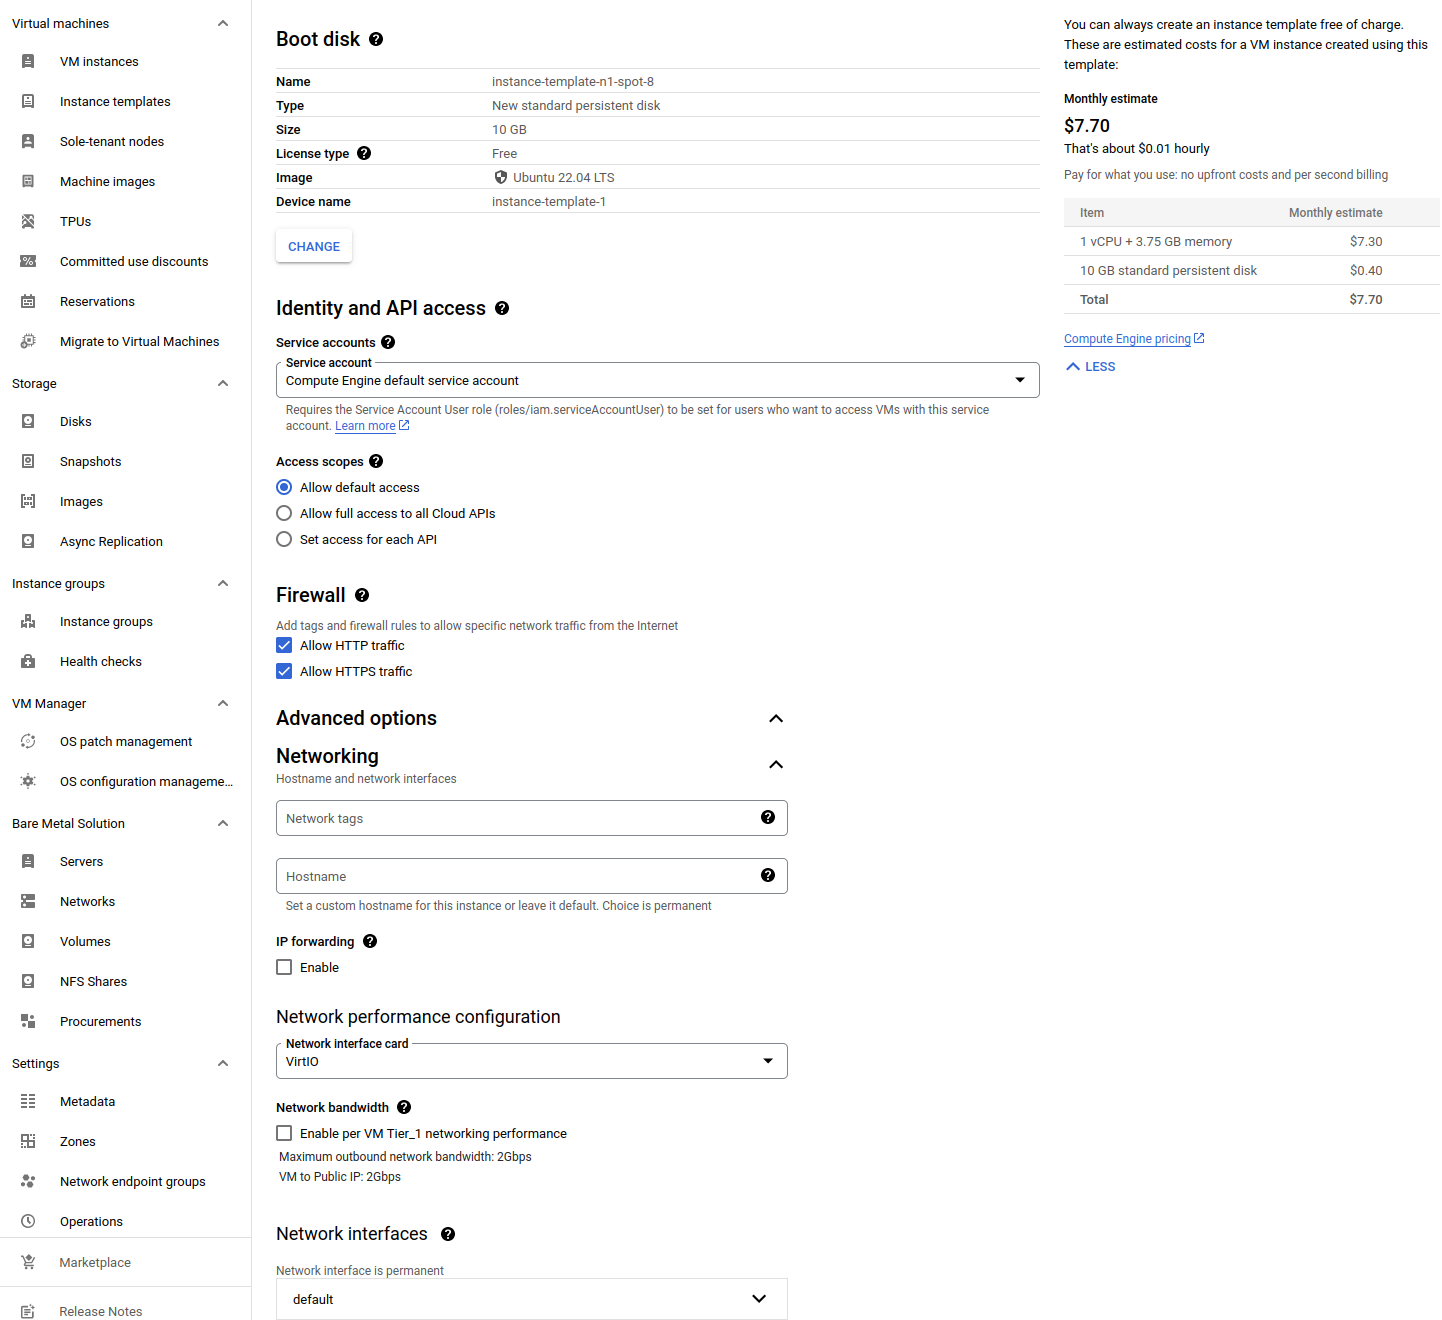 Virtual machines
VM instances
Instance templates
Sole-tenant nodes
Machine images
TPUs
Committed use discounts
Reservations
Migrate to Virtual Machines
Storage
Disks
Snapshots
Images
Async Replication
Instance groups
Instance groups
Health checks
VM Manager
OS patch management
OS configuration manageme...
Bare Metal Solution
Servers
Networks
Volumes
NFS Shares
Procurements
Settings
Metadata
Zones
Network endpoint groups
Operations
Marketplace
Release Notes
Boot disk
Name instance-template-n1-spot-8
Type New standard persistent disk
Size 10 GB
License type Free
Image Ubuntu 22.04 LTS
Device name instance-template-1
CHANGE
Identity and API access
Service accounts
Service account
Compute Engine default service account
Requires the Service Account User role (roles/iam.serviceAccountUser) to be set for users who want to access VMs with this service
account. Learn more
Access scopes
Allow default access
Allow full access to all Cloud APIs
Set access for each API
Firewall
Add tags and firewall rules to allow specific network traffic from the Internet
Allow HTTP traffic
Allow HTTPS traffic
Advanced options
Networking
Hostname and network interfaces
Network tags
Hostname
Set a custom hostname for this instance or leave it default. Choice is permanent
IP forwarding
Enable
Network performance configuration
Network interface card
VirtIO
Network bandwidth
Enable per VM Tier_1 networking performance
Maximum outbound network bandwidth: 2Gbps
VM to Public IP: 2Gbps
Network interfaces
Network interface is permanent
default
You can always create an instance template free of charge.
These are estimated costs for a VM instance created using this
template:
Monthly estimate
$7.70
That's about $0.01 hourly
Pay for what you use: no upfront costs and per second billing
Item Monthly estimate
1 vCPU + 3.75 GB memory $7.30
10 GB standard persistent disk $0.40
Total $7.70
Compute Engine pricing
LESS